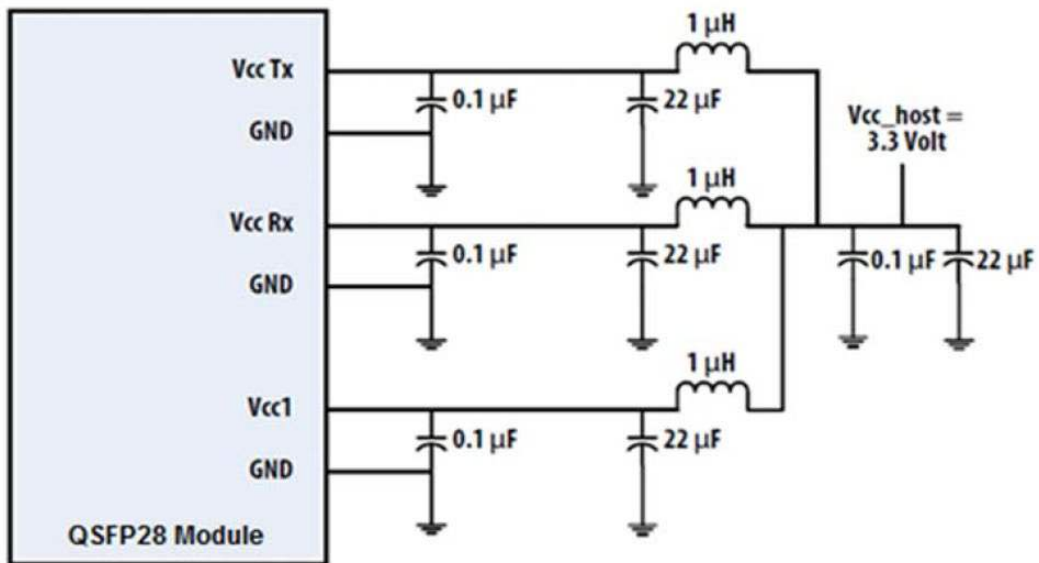 1 µH
Vcc Tx
0.1 µF
22 µF
GND
Vcc_host =
3.3 Volt
1 µH
Vcc Rx
0.1 µF
22 µF
0.1 µF
22 µF
GND
1 µH
Vcc1
0.1 µF
22 µF
GND
QSFP28 Module